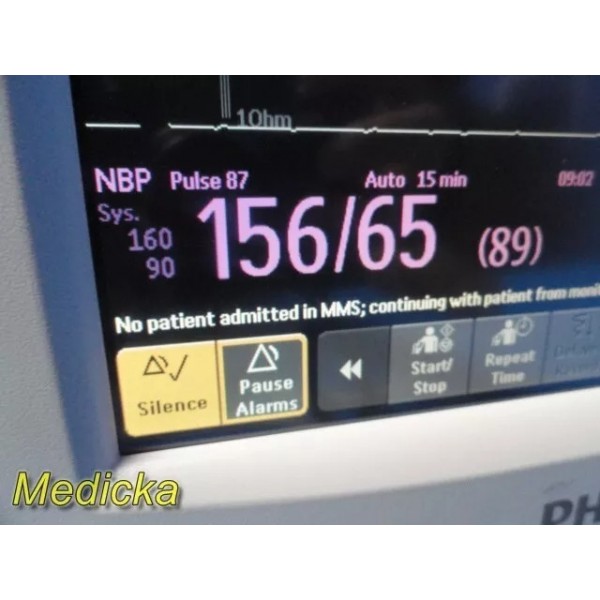 1Ohm
NBP Pulse 87 Auto 15 min 09:02
Sys.
160
90
156/65 (89)
No patient admitted in MMS; continuing with patient from moni
Silence
Pause
Alarms
Start/
Stop
Repeat
Time
Medicka
PH